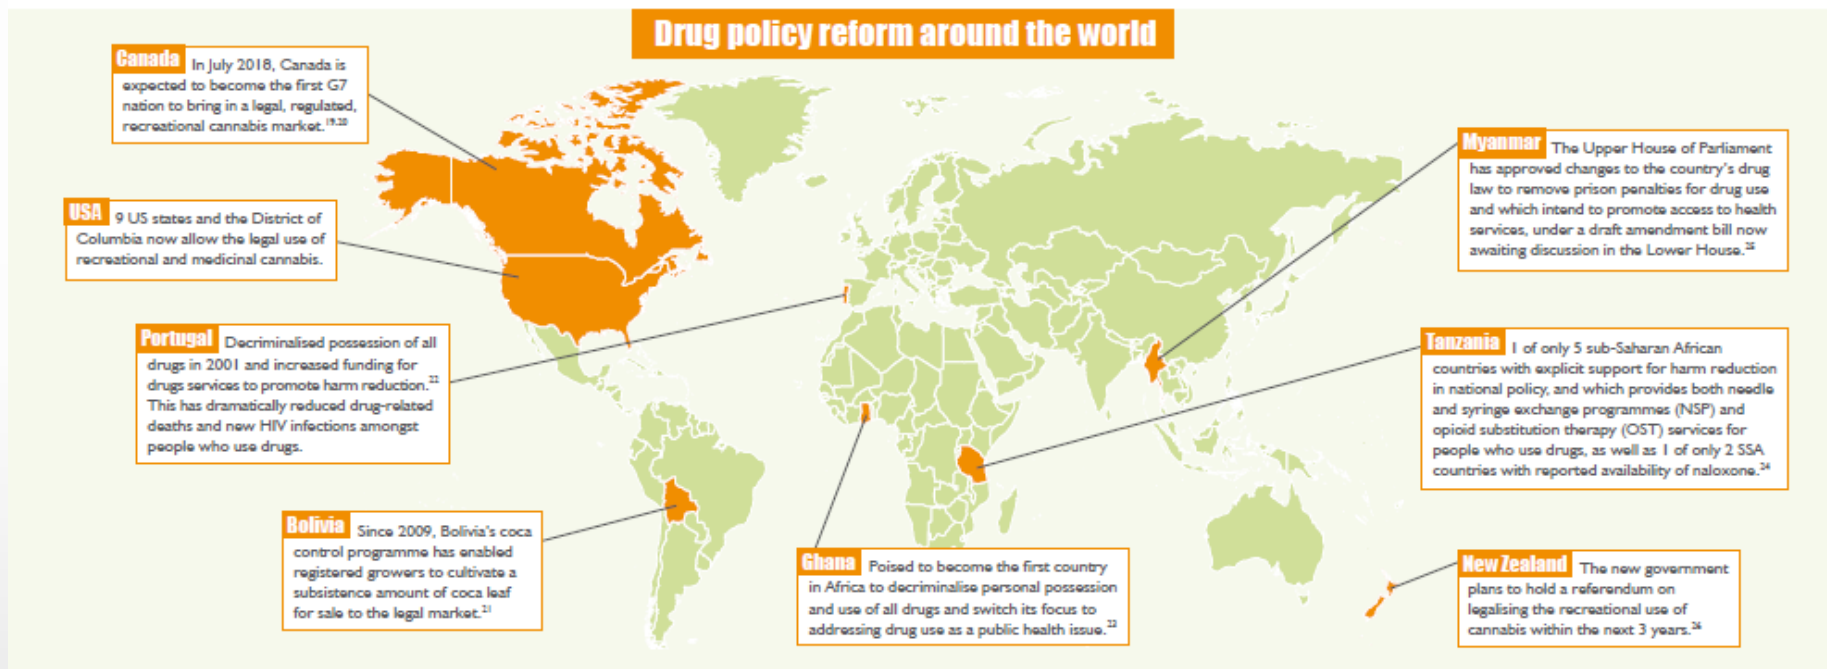 Drug policy reform around the world
Canada In July 2018, Canada is
expected to become the first G7
nation to bring in a legal, regulated,
recreational cannabis market.19,20
USA 9 US states and the District of
Columbia now allow the legal use of
recreational and medicinal cannabis.
Portugal Decriminalised possession of all
drugs in 2001 and increased funding for
drugs services to promote harm reduction.22
This has dramatically reduced drug-related
deaths and new HIV infections amongst
people who use drugs.
Bolivia Since 2009, Bolivia's coca
control programme has enabled
registered growers to cultivate a
subsistence amount of coca leaf
for sale to the legal market.21
Ghana Poised to become the first country
in Africa to decriminalise personal possession
and use of all drugs and switch its focus to
addressing drug use as a public health issue.23
Myanmar The Upper House of Parliament
has approved changes to the country's drug
law to remove prison penalties for drug use
and which intend to promote access to health
services, under a draft amendment bill now
awaiting discussion in the Lower House.25
Tanzania 1 of only 5 sub-Saharan African
countries with explicit support for harm reduction
in national policy, and which provides both needle
and syringe exchange programmes (NSP) and
opioid substitution therapy (OST) services for
people who use drugs, as well as 1 of only 2 SSA
countries with reported availability of naloxone.24
New Zealand The new government
plans to hold a referendum on
legalising the recreational use of
cannabis within the next 3 years.26